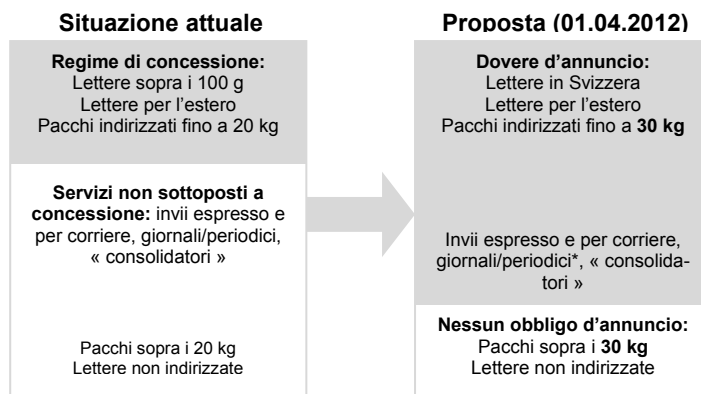 Situazione attuale
Regime di concessione:
Lettere sopra i 100 g
Lettere per l'estero
Pacchi indirizzati fino a 20 kg
Servizi non sottoposti a
concessione: invii espresso e
per corriere, giornali/periodici,
« consolidatori »
Pacchi sopra i 20 kg
Lettere non indirizzate
Proposta (01.04.2012)
Dovere d'annuncio:
Lettere in Svizzera
Lettere per l'estero
Pacchi indirizzati fino a 30 kg
Invii espresso e per corriere,
giornali/periodici*, « consolida-
tori »
Nessun obbligo d'annuncio:
Pacchi sopra i 30 kg
Lettere non indirizzate